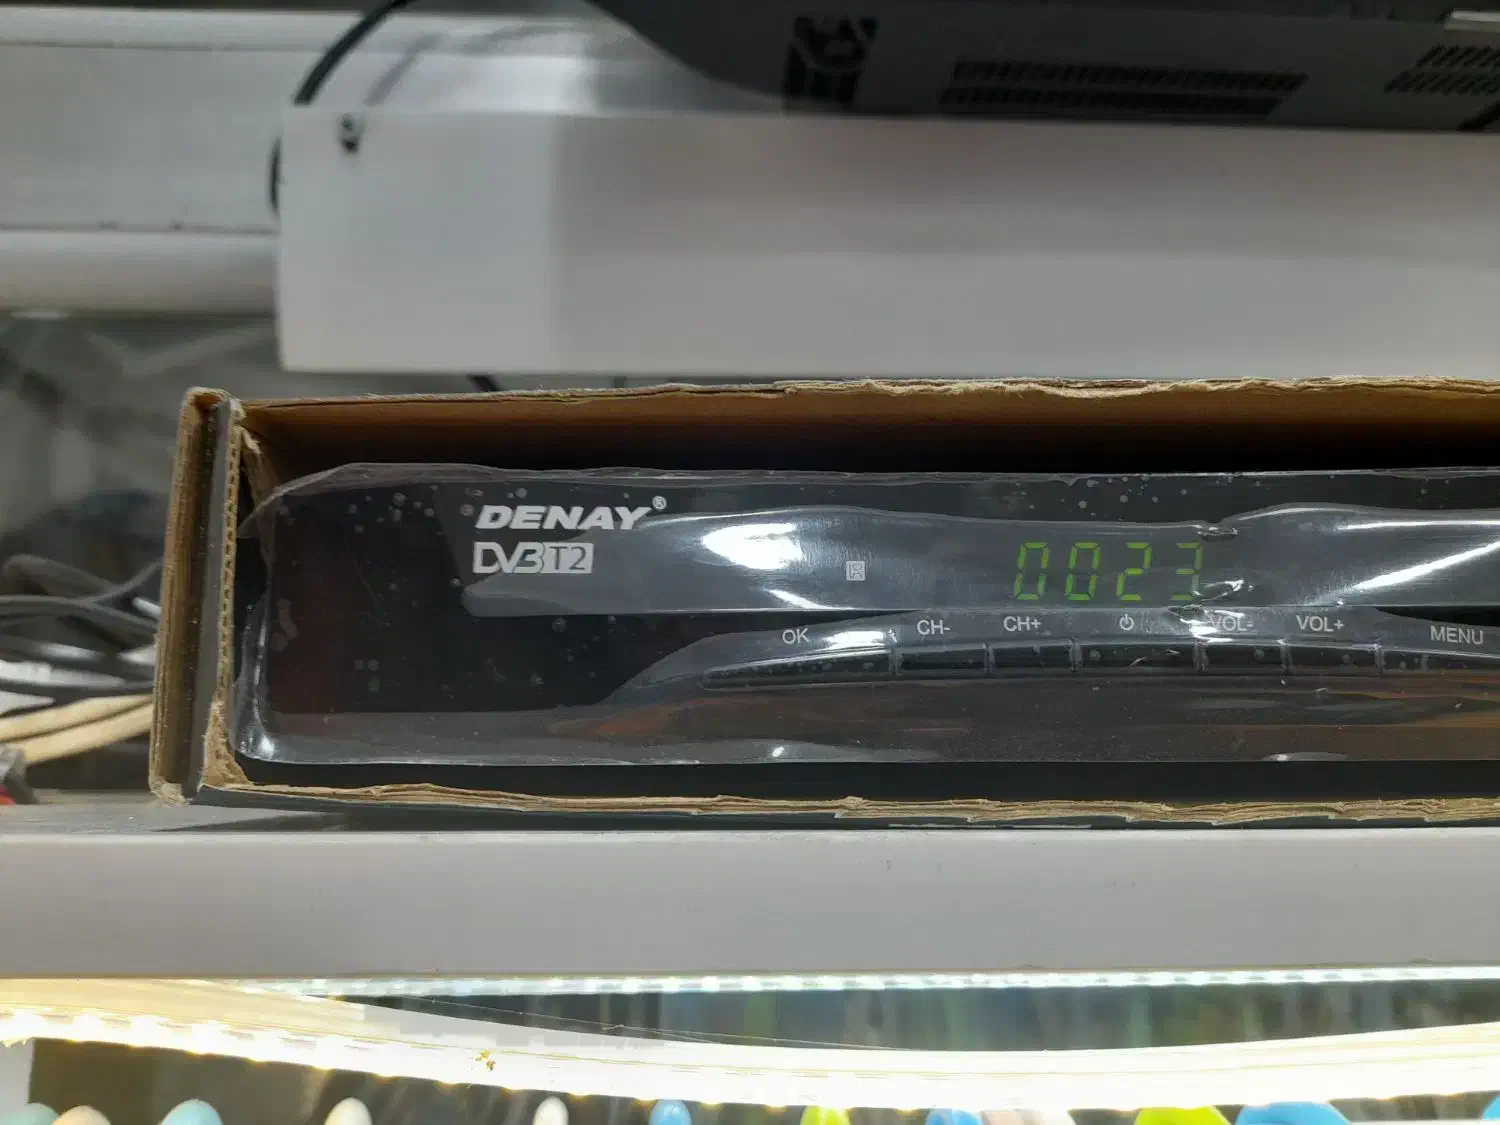 DENAY®
DVB T2
0023
OK CH- CH+ VOL- VOL+ MENU